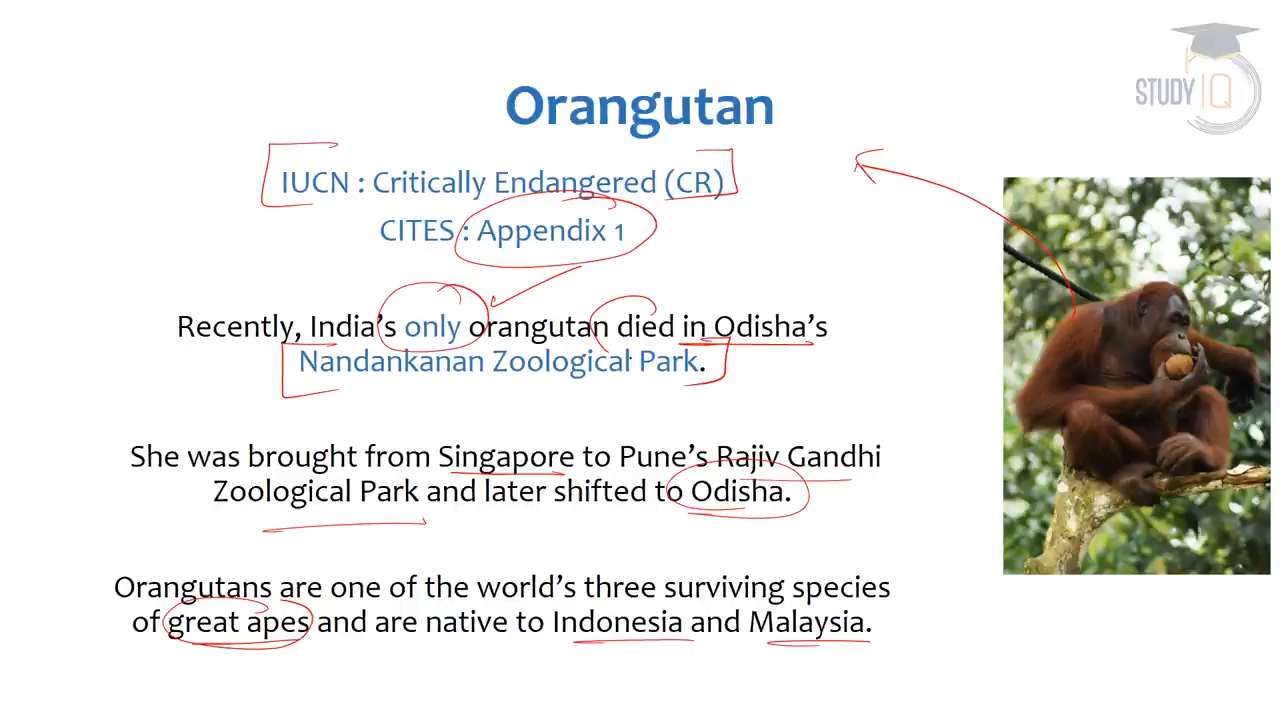 STUDY IQ
Orangutan
IUCN : Critically Endangered (CR)
CITES : Appendix 1
Recently, India's only orangutan died in Odisha's
Nandankanan Zoological Park.
She was brought from Singapore to Pune's Rajiv Gandhi
Zoological Park and later shifted to Odisha.
Orangutans are one of the world's three surviving species
of great apes and are native to Indonesia and Malaysia.